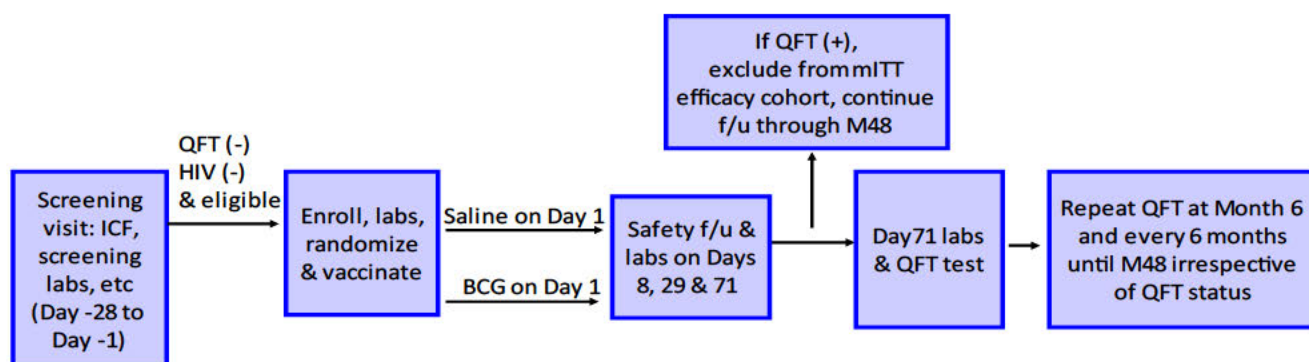 Screening
visit: ICF,
screening
labs, etc
(Day -28 to
Day -1)
QFT (-)
HIV (-)
& eligible
Enroll, labs,
randomize
& vaccinate
Saline on Day 1
BCG on Day 1
Safety f/u &
labs on Days
8, 29 & 71
If QFT (+),
exclude from mITT
efficacy cohort, continue
f/u through M48
Day71 labs
& QFT test
Repeat QFT at Month 6
and every 6 months
until M48 irrespective
of QFT status